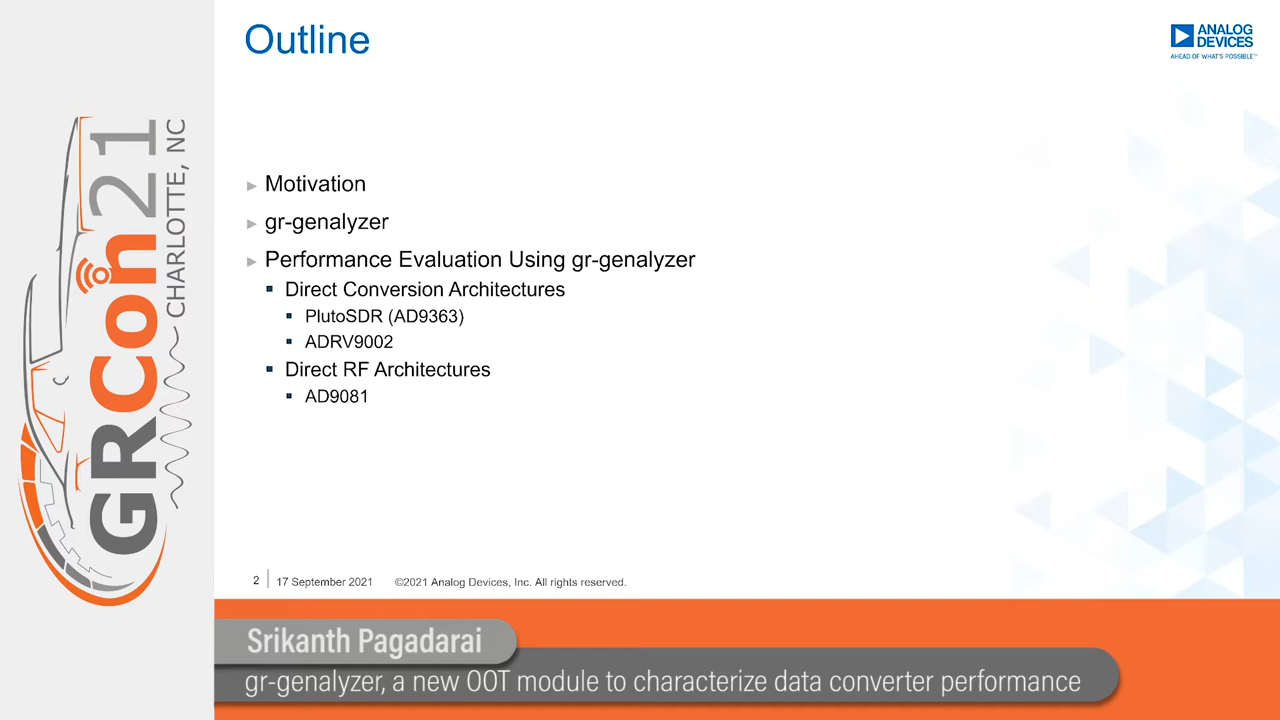 Outline
ANALOG
DEVICES
AHEAD OF WHAT'S POSSIBLE™
GRCon21
CHARLOTTE, NC
Motivation
gr-genalyzer
Performance Evaluation Using gr-genalyzer
Direct Conversion Architectures
PlutoSDR (AD9363)
ADRV9002
Direct RF Architectures
AD9081
2 17 September 2021 ©2021 Analog Devices, Inc. All rights reserved.
Srikanth Pagadarai
gr-genalyzer, a new OOT module to characterize data converter performance